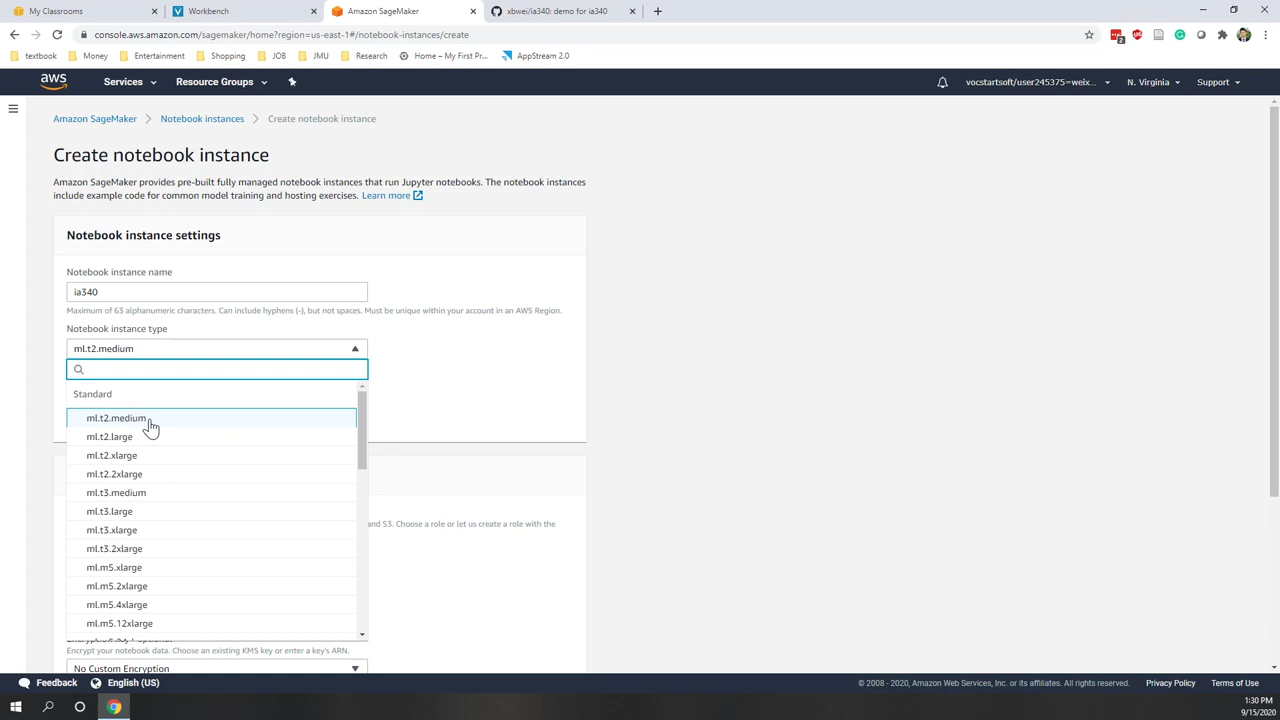 My Classrooms
Workbench
Amazon SageMaker
xbwei/ia340: demo for ia340
console.aws.amazon.com/sagemaker/home?region=us-east-1#/notebook-instances/create
textbook
Money
Entertainment
Shopping
JOB
JMU
Research
Home – My First Pr...
AppStream 2.0
aws
Services
Resource Groups
vocstartsoft/user245375=weix...
N. Virginia
Support
Amazon SageMaker
Notebook instances
Create notebook instance
Create notebook instance
Amazon SageMaker provides pre-built fully managed notebook instances that run Jupyter notebooks. The notebook instances
include example code for common model training and hosting exercises. Learn more
Notebook instance settings
Notebook instance name
ia340
Maximum of 63 alphanumeric characters. Can include hyphens (-), but not spaces. Must be unique within your account in an AWS Region.
Notebook instance type
ml.t2.medium
Standard
ml.t2.medium
ml.t2.large
ml.t2.xlarge
ml.t2.2xlarge
ml.t3.medium
ml.t3.large
and S3. Choose a role or let us create a role with the
ml.t3.xlarge
ml.t3.2xlarge
ml.m5.xlarge
ml.m5.2xlarge
ml.m5.4xlarge
ml.m5.12xlarge
Encrypt your notebook data. Choose an existing KMS key or enter a key's ARN.
No Custom Encryption
Feedback
English (US)
© 2008 - 2020, Amazon Web Services, Inc. or its affiliates. All rights reserved.
Privacy Policy
Terms of Use
1:30 PM
9/15/2020